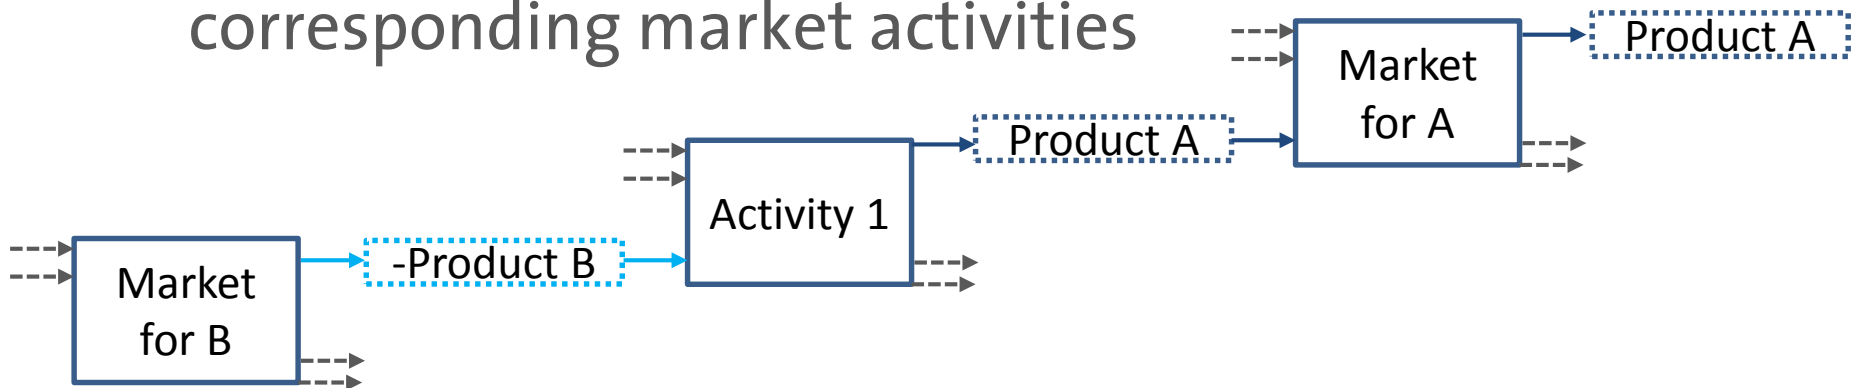 corresponding market activities
Product A
Market
for A
Product A
Activity 1
-Product B
Market
for B